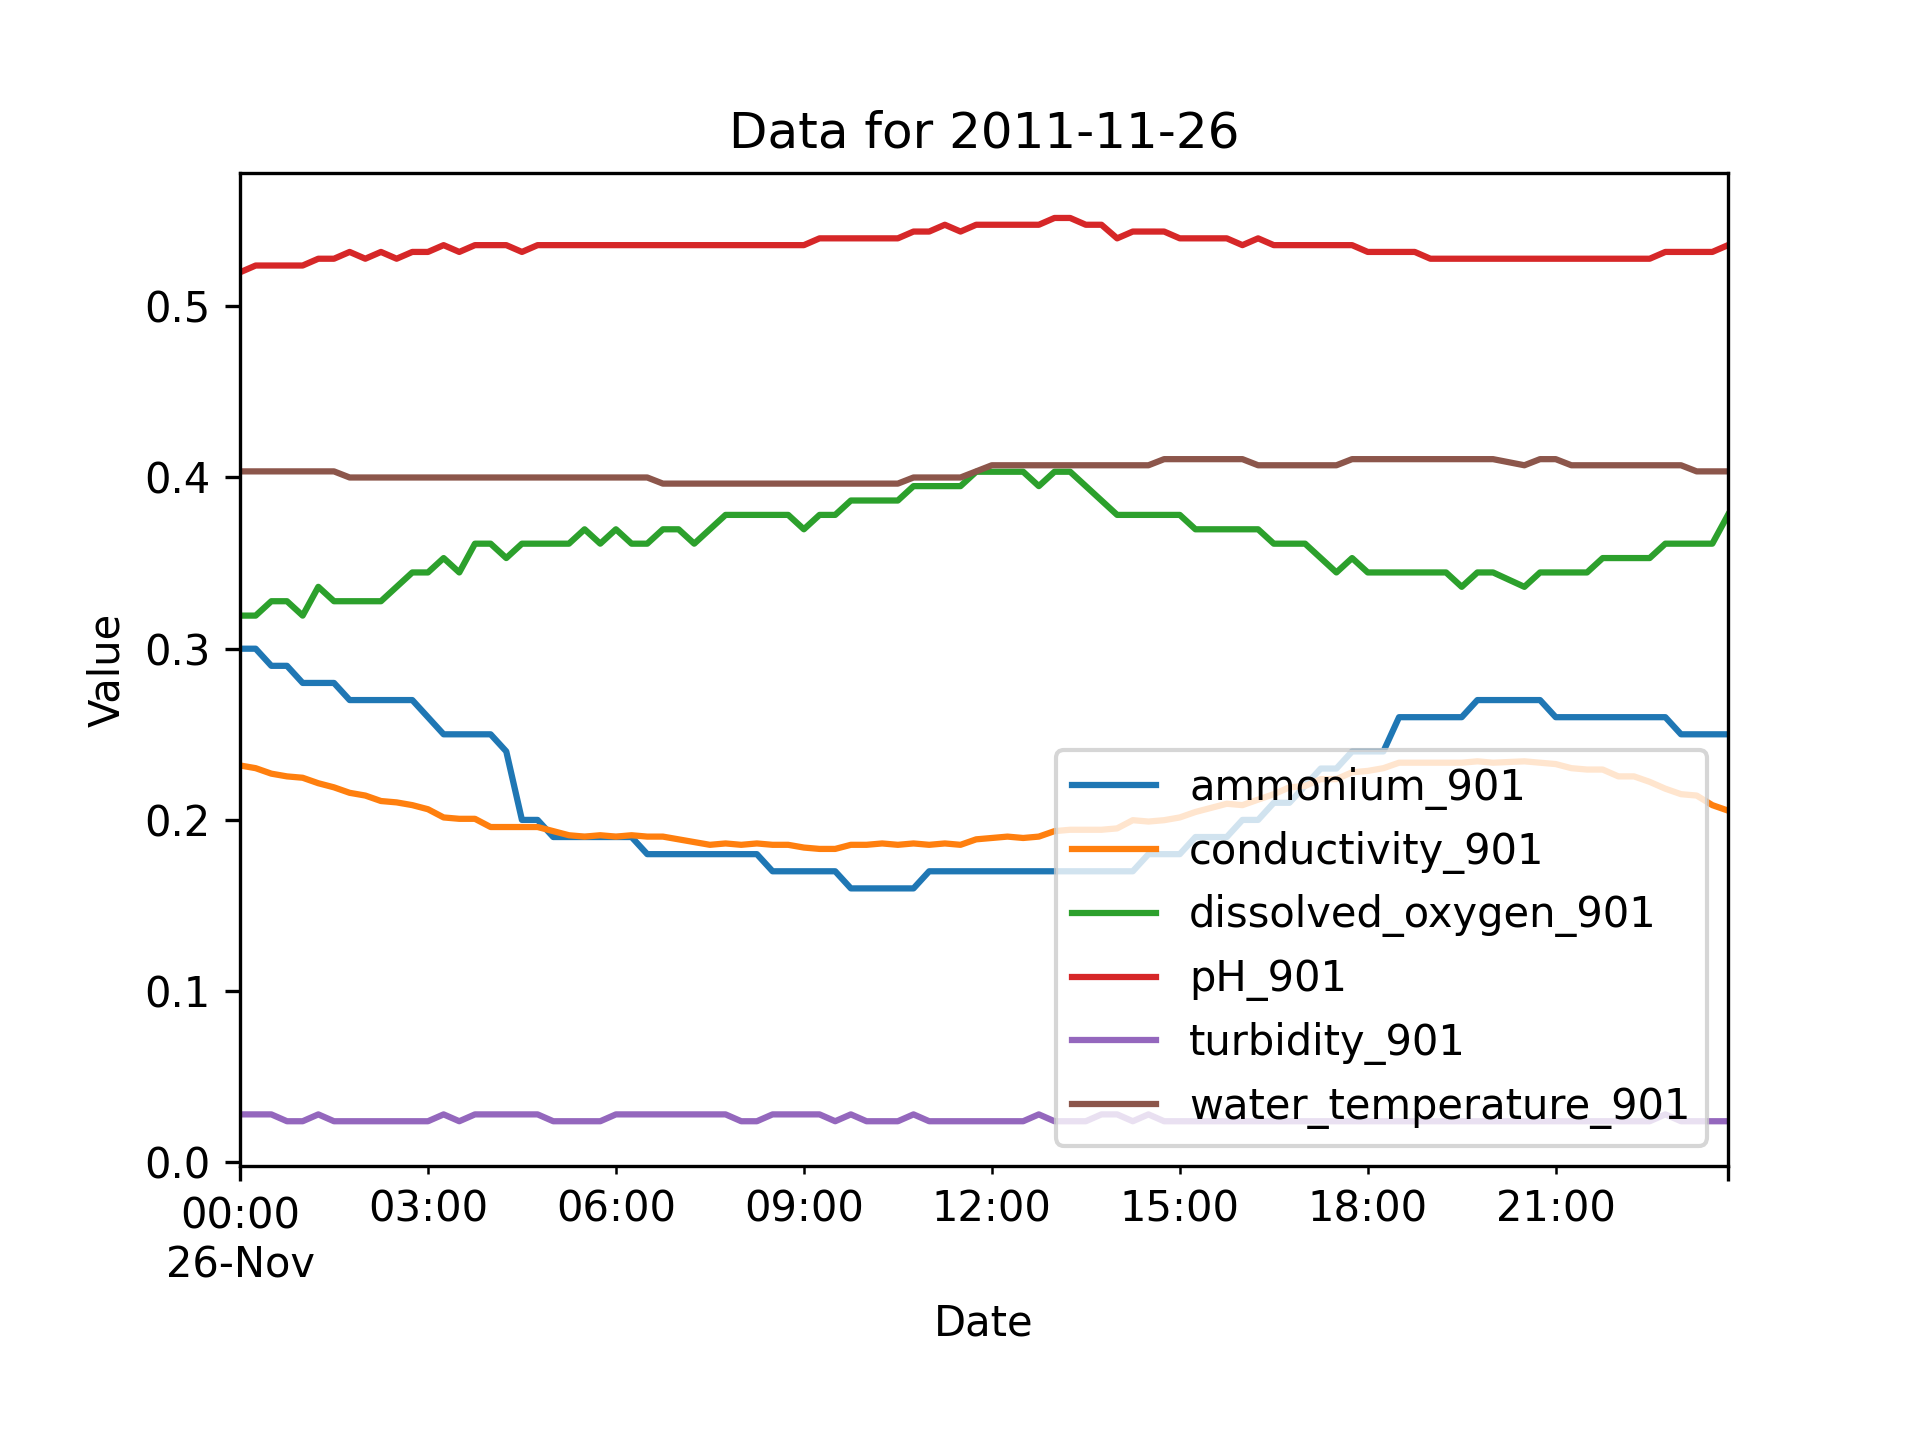 Data for 2011-11-26
Value
0.5
0.4
0.3
0.2
0.1
0.0
ammonium_901
conductivity_901
dissolved_oxygen_901
pH_901
turbidity_901
water_temperature_901
00:00 03:00 06:00 09:00 12:00 15:00 18:00 21:00
26-Nov
Date